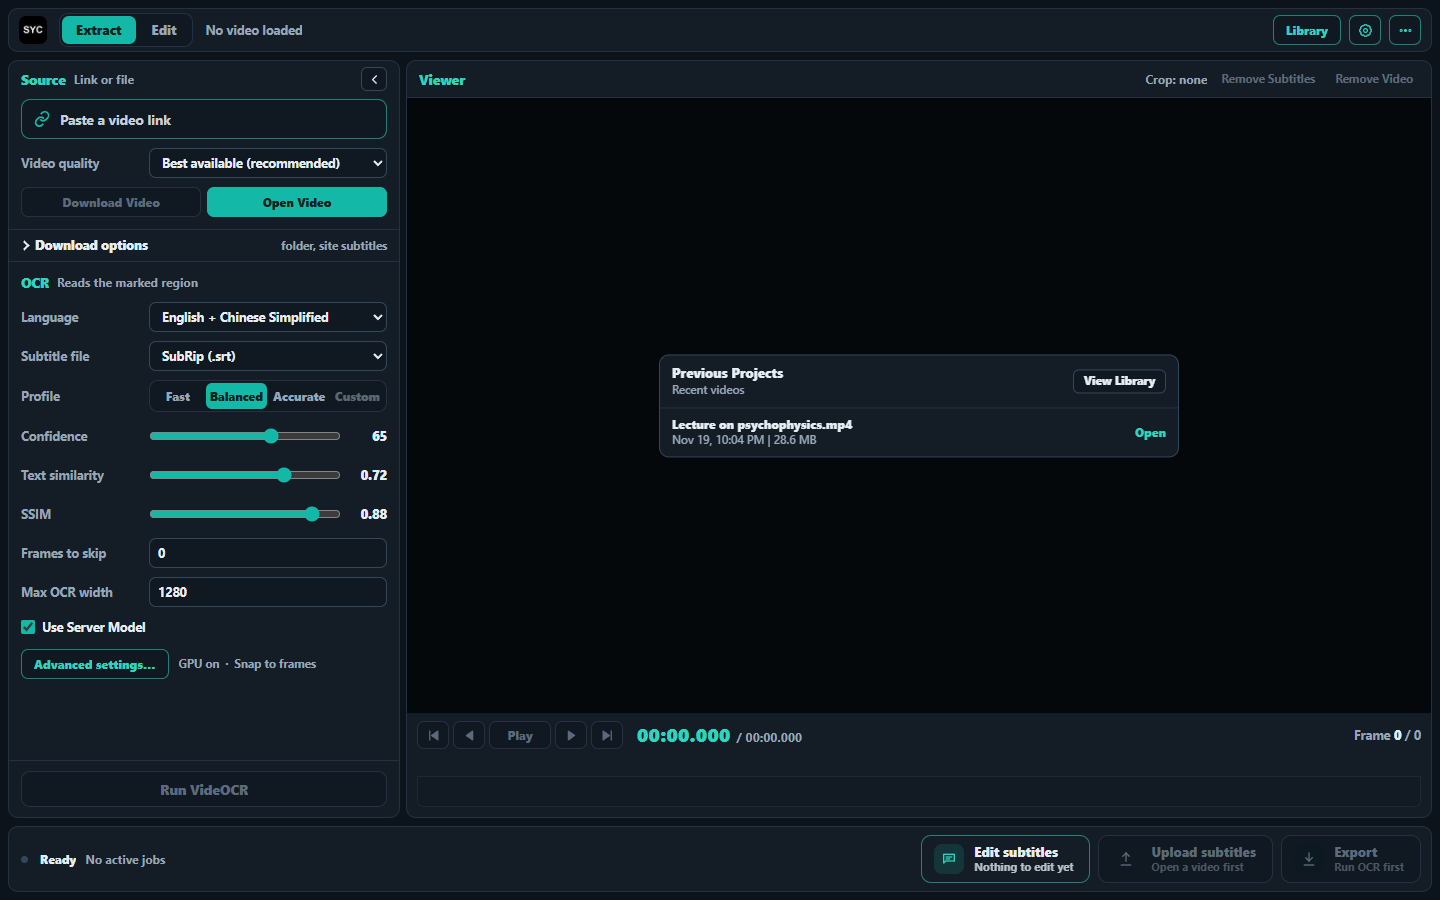 SYC
Extract
Edit
No video loaded
Library
Source
Link or file
Paste a video link
Video quality
Best available (recommended)
Download Video
Open Video
Download options
folder, site subtitles
OCR
Reads the marked region
Language
English + Chinese Simplified
Subtitle file
SubRip (.srt)
Profile
Fast
Balanced
Accurate
Custom
Confidence
65
Text similarity
0.72
SSIM
0.88
Frames to skip
0
Max OCR width
1280
Use Server Model
Advanced settings...
GPU on · Snap to frames
Run VideOCR
Viewer
Crop: none
Remove Subtitles
Remove Video
Previous Projects
Recent videos
View Library
Lecture on psychophysics.mp4
Nov 19, 10:04 PM | 28.6 MB
Open
Play
00:00.000 / 00:00.000
Frame 0 / 0
Ready
No active jobs
Edit subtitles
Nothing to edit yet
Upload subtitles
Open a video first
Export
Run OCR first